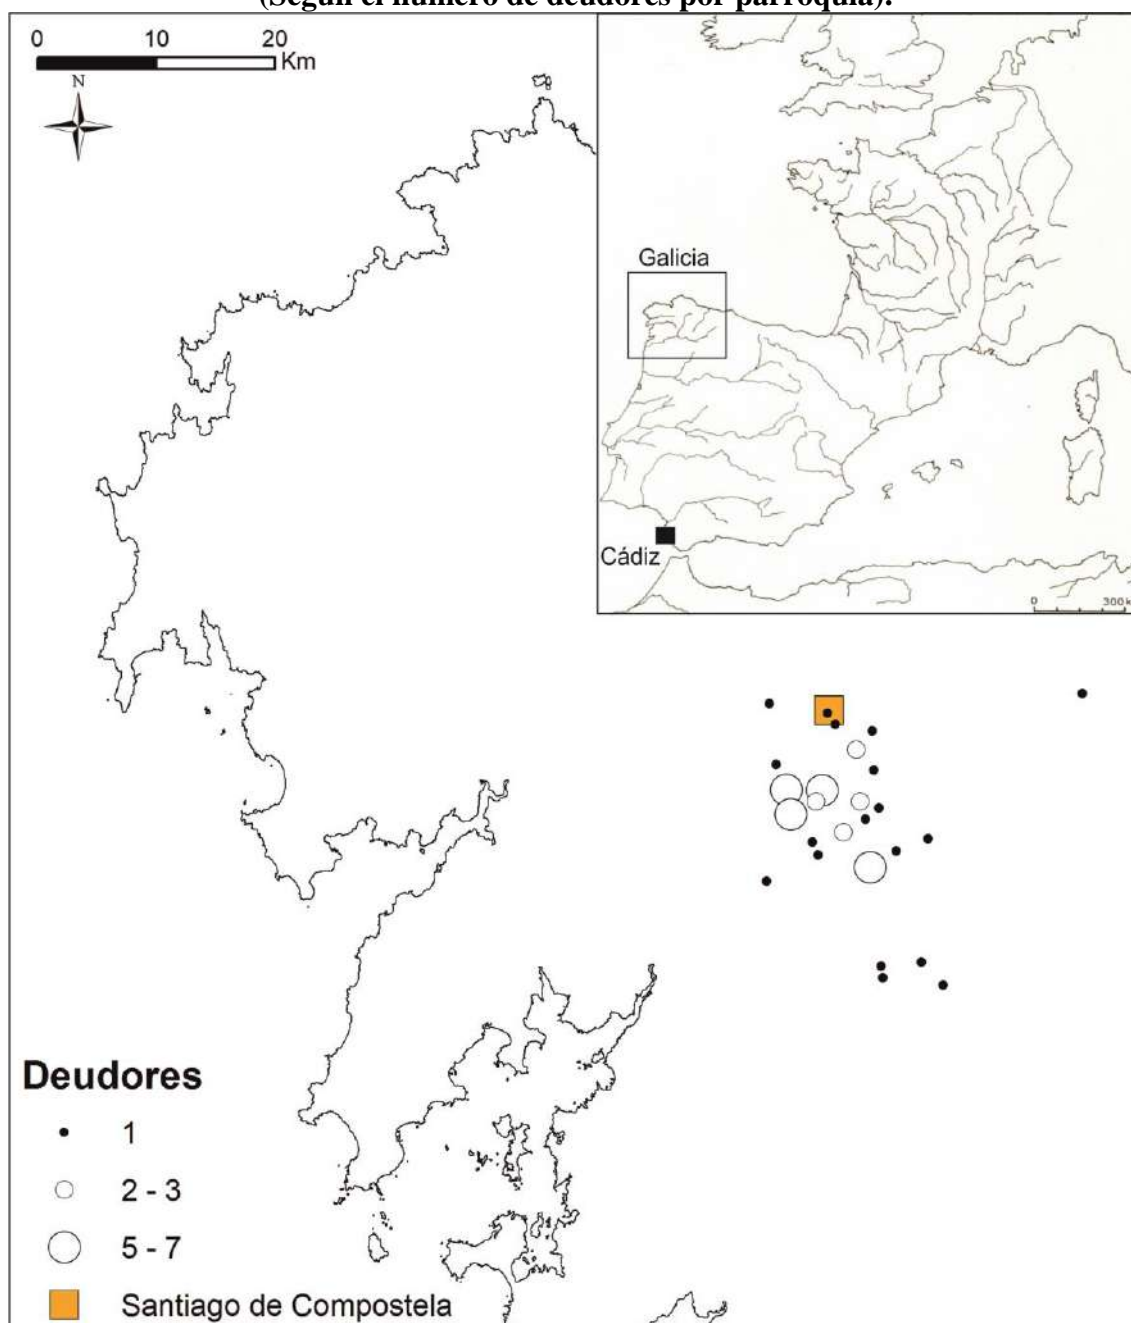 (Según el número de deudores por parroquia).
0 10 20 Km
N
Galicia
Cádiz
0 300 k
Deudores
1
2 - 3
5 - 7
Santiago de Compostela